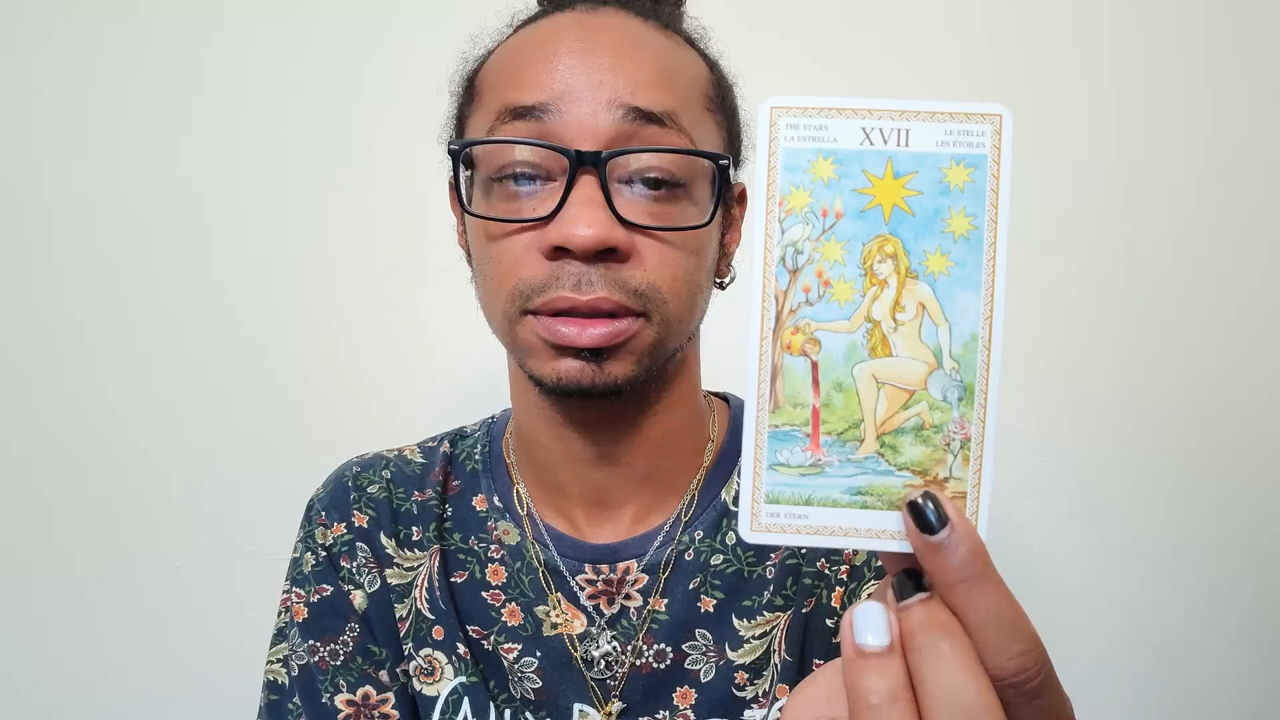 THE STARS
LA ESTRELLA
XVII
LE STELLE
LES ÉTOILES
DER STERN